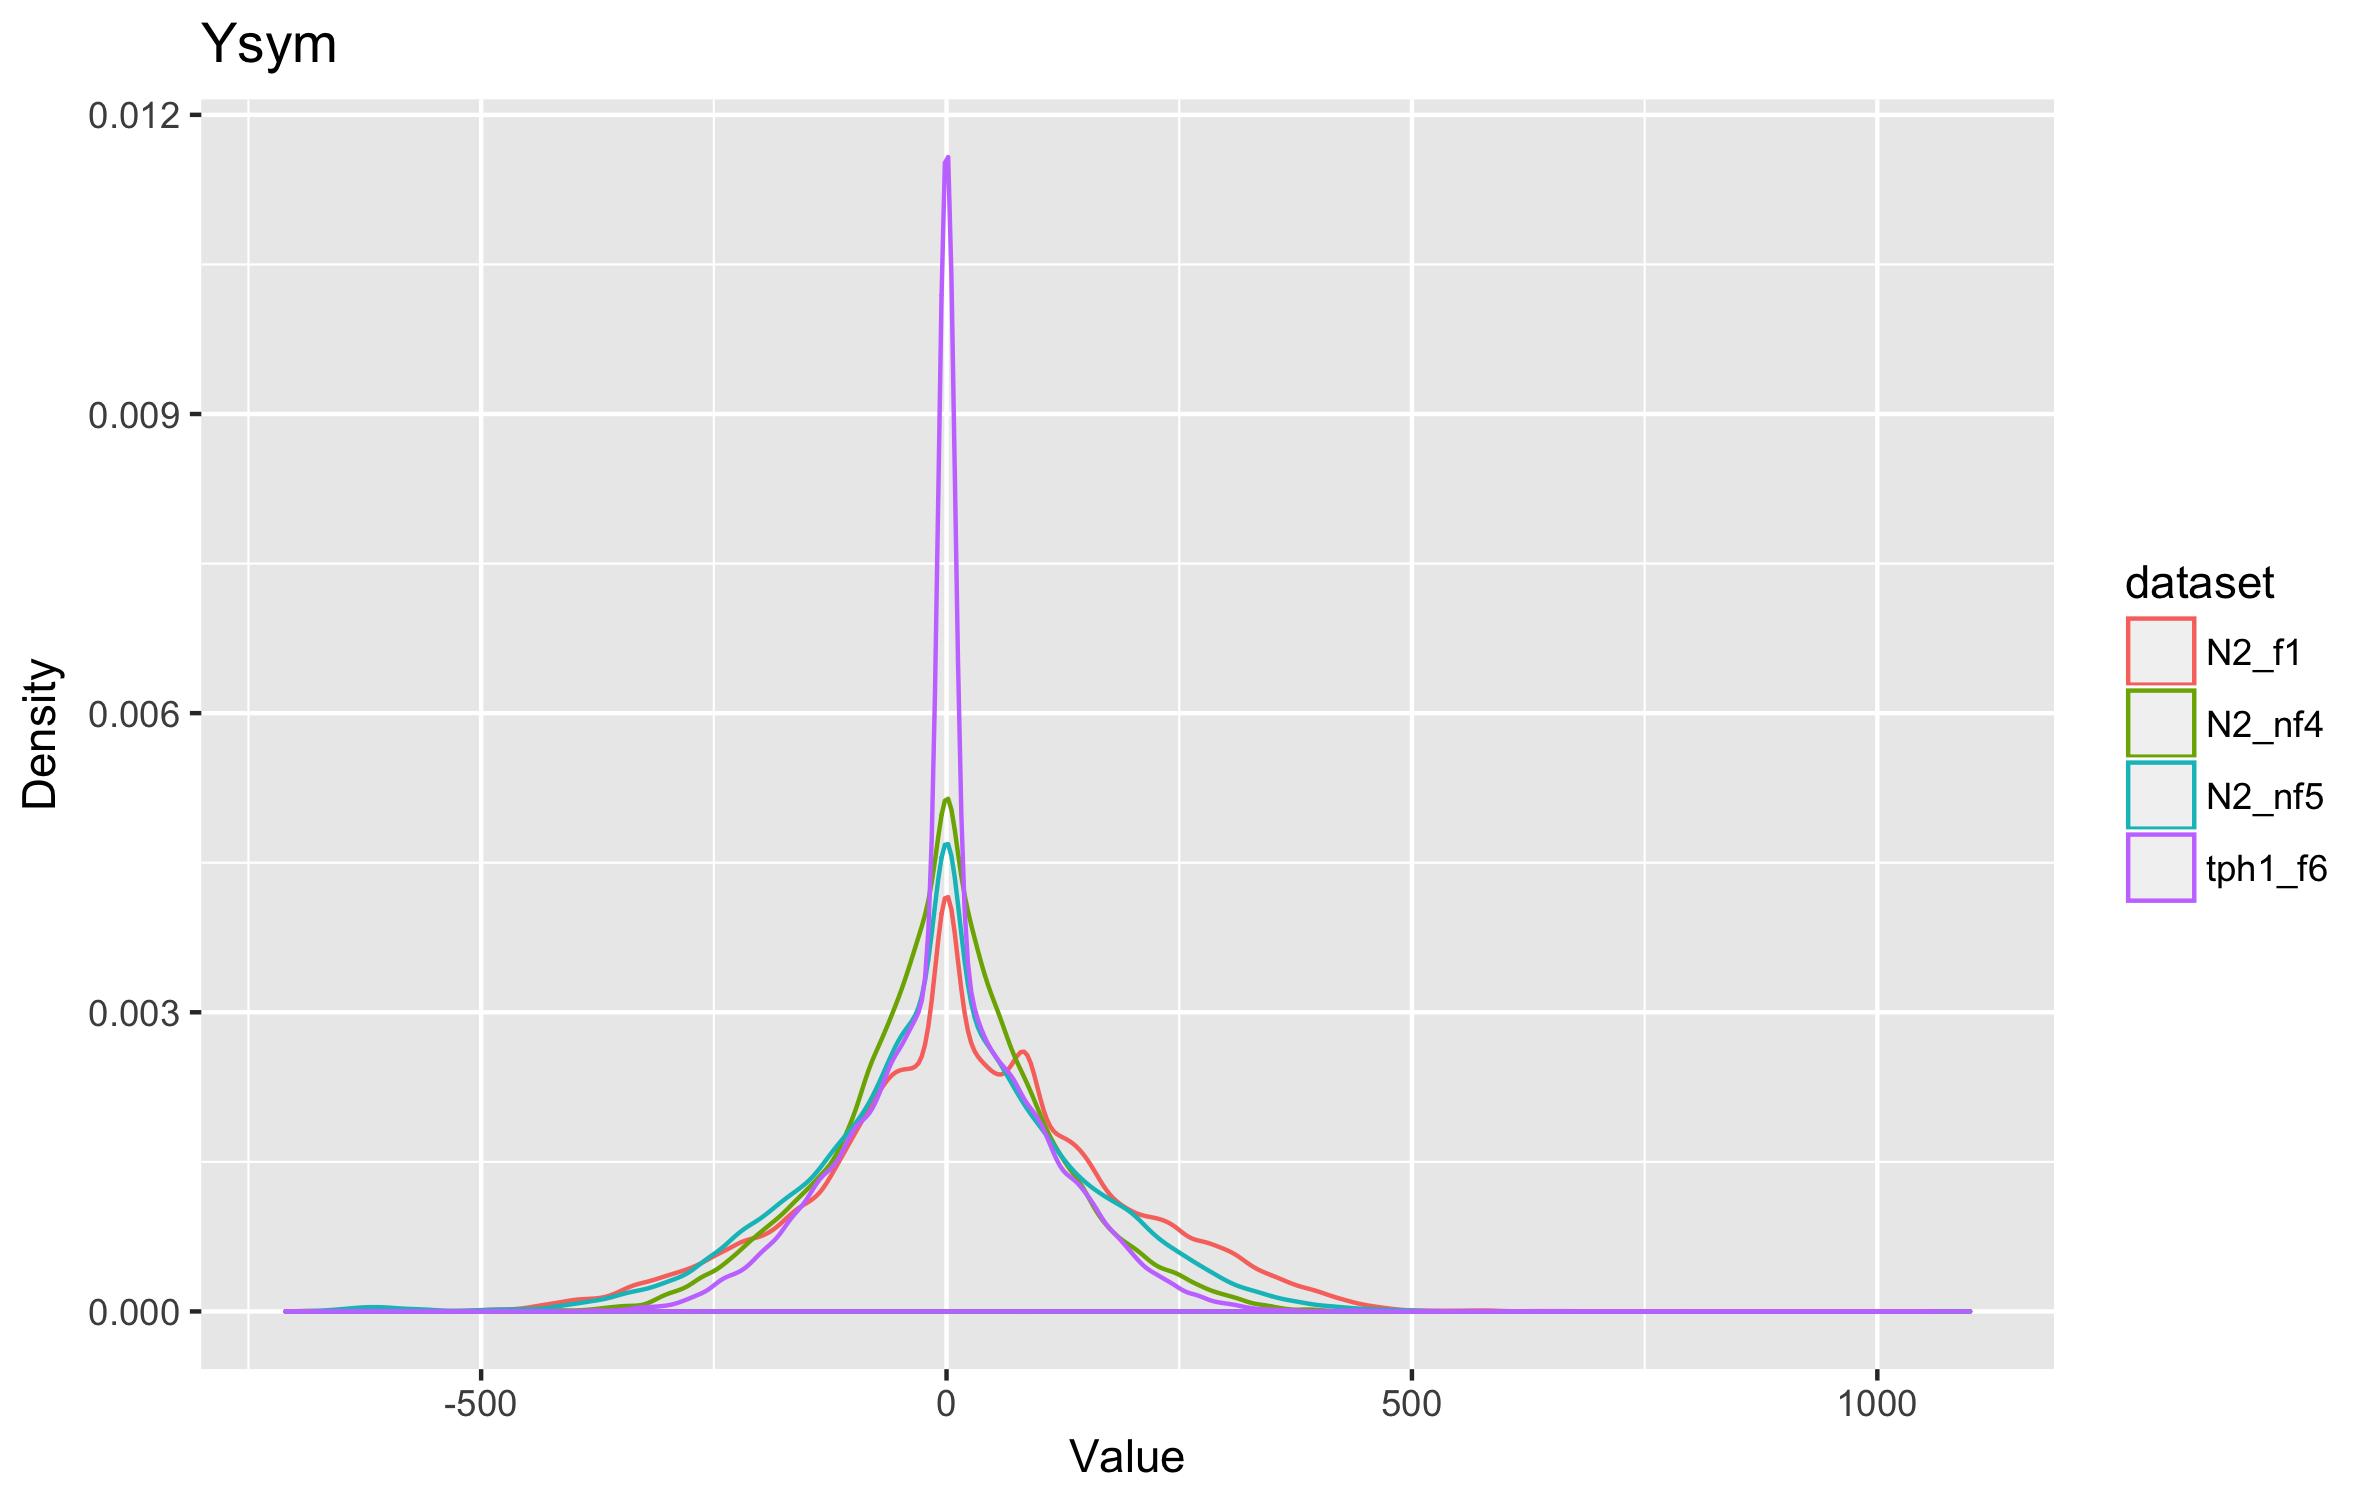 Ysym
0.012
0.009
0.006
0.003
0.000
Density
-500
0
500
1000
Value
dataset
N2_f1
N2_nf4
N2_nf5
tph1_f6